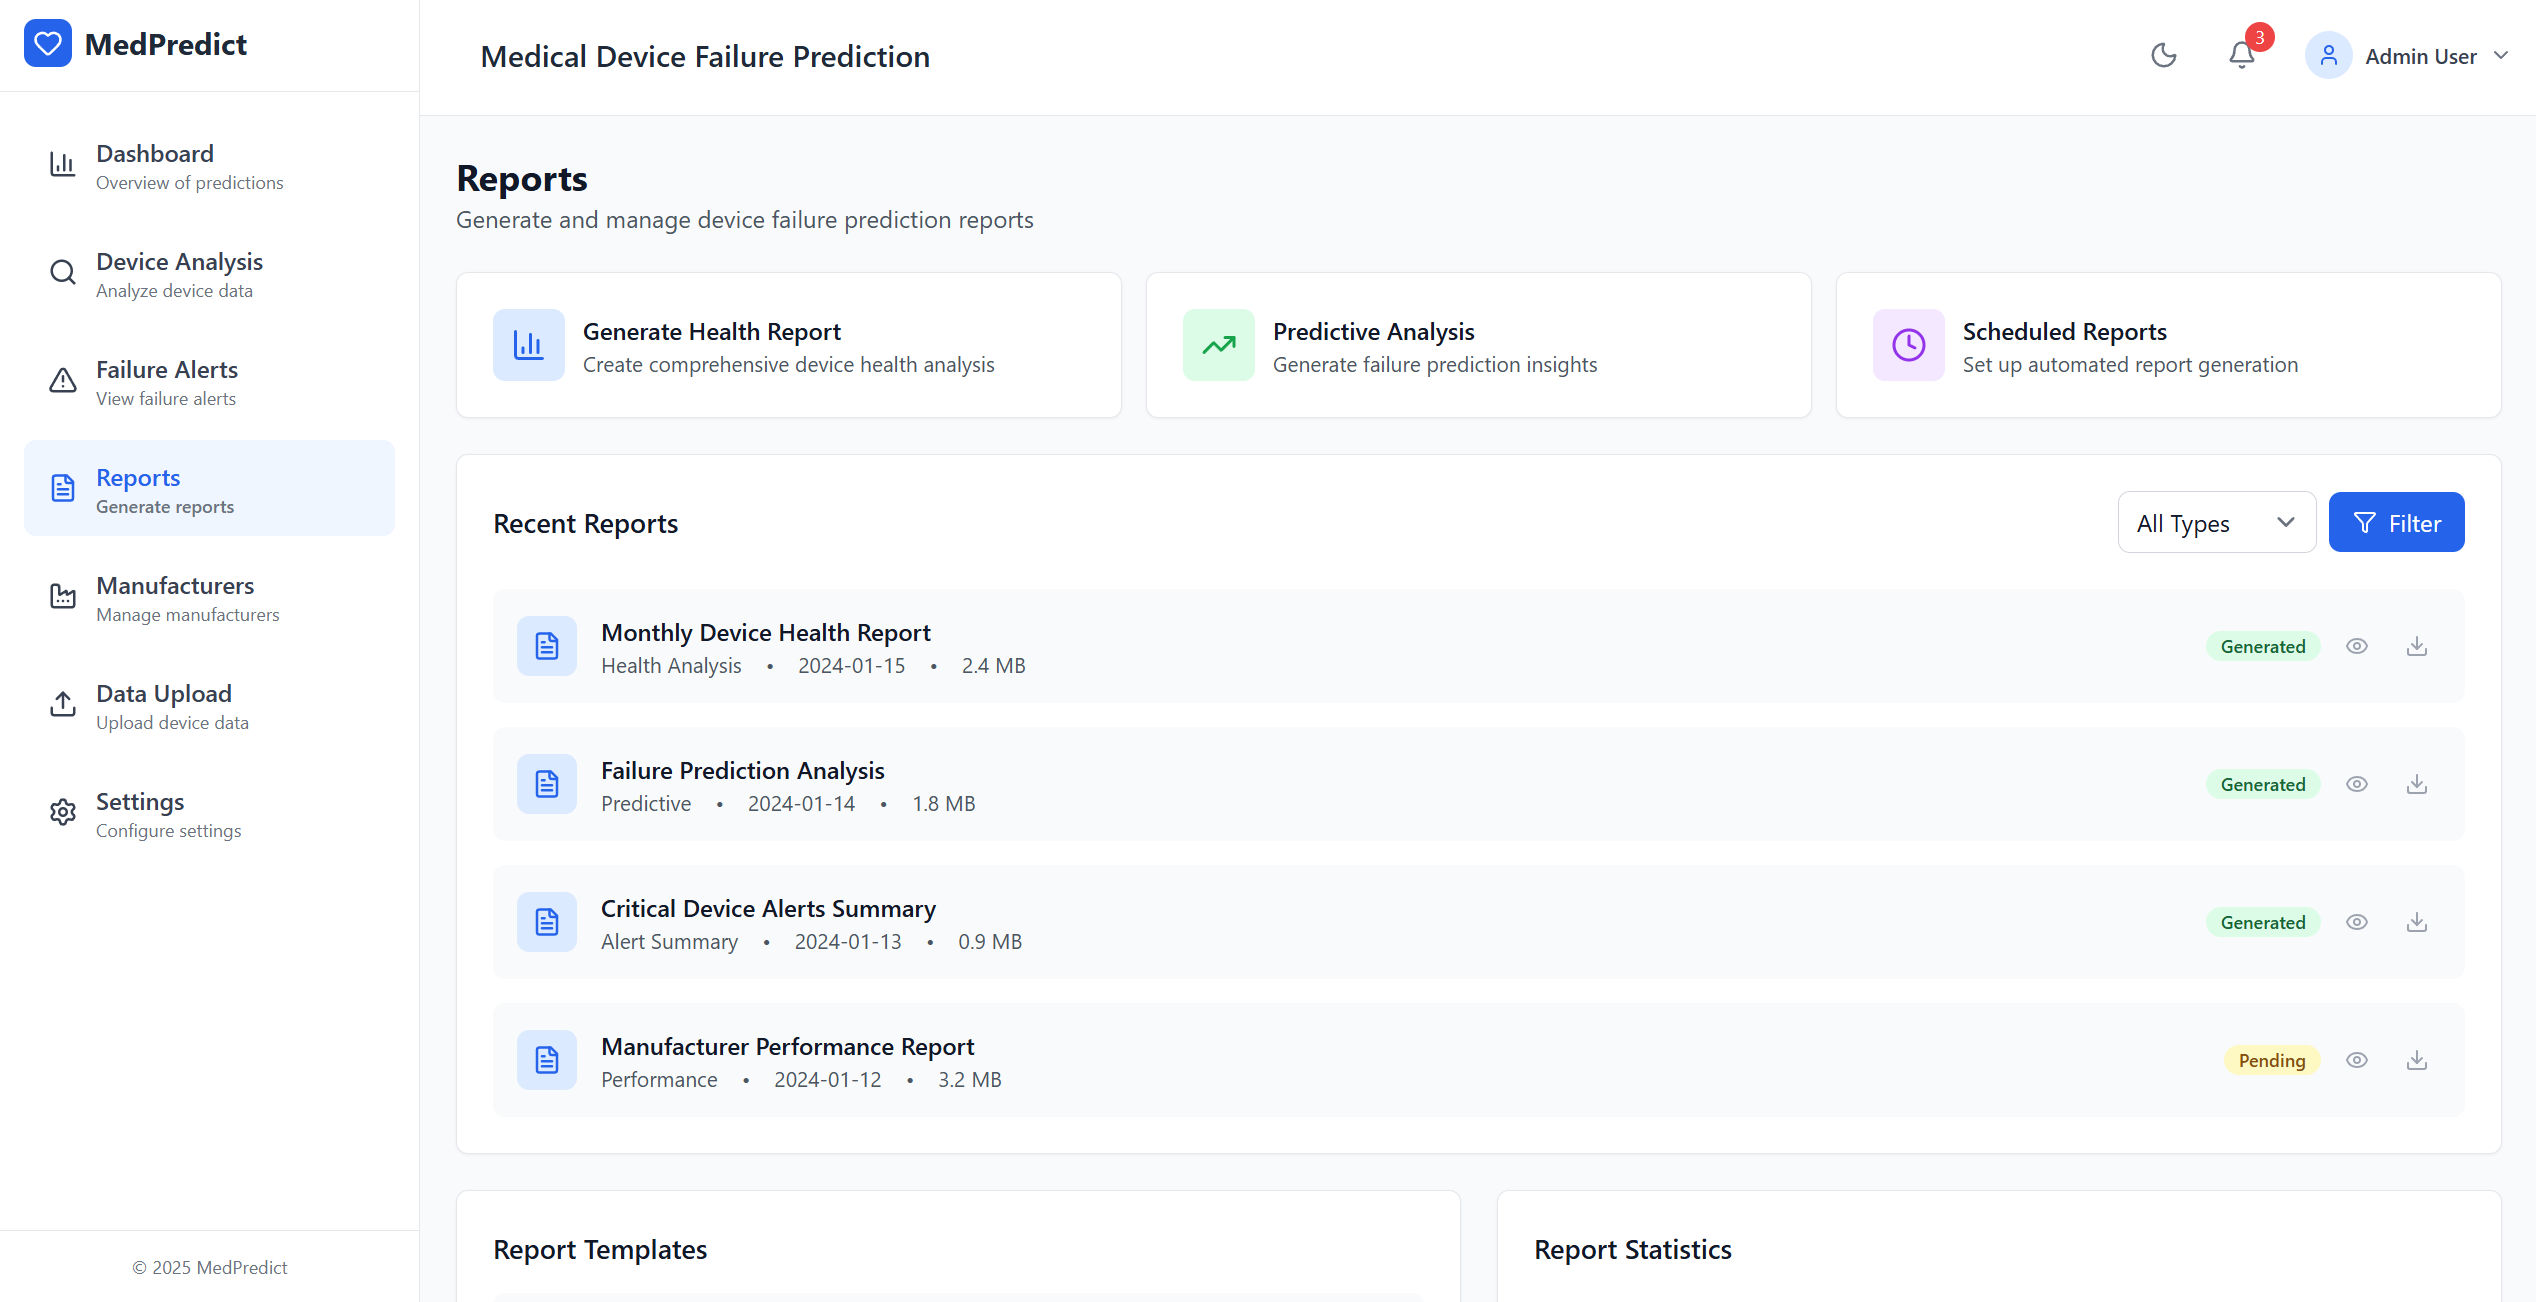 MedPredict
Medical Device Failure Prediction
3
Admin User
Dashboard
Overview of predictions
Device Analysis
Analyze device data
Failure Alerts
View failure alerts
Reports
Generate reports
Manufacturers
Manage manufacturers
Data Upload
Upload device data
Settings
Configure settings
© 2025 MedPredict
Reports
Generate and manage device failure prediction reports
Generate Health Report
Create comprehensive device health analysis
Predictive Analysis
Generate failure prediction insights
Scheduled Reports
Set up automated report generation
Recent Reports
All Types
Filter
Monthly Device Health Report
Health Analysis • 2024-01-15 • 2.4 MB
Generated
Failure Prediction Analysis
Predictive • 2024-01-14 • 1.8 MB
Generated
Critical Device Alerts Summary
Alert Summary • 2024-01-13 • 0.9 MB
Generated
Manufacturer Performance Report
Performance • 2024-01-12 • 3.2 MB
Pending
Report Templates
Report Statistics